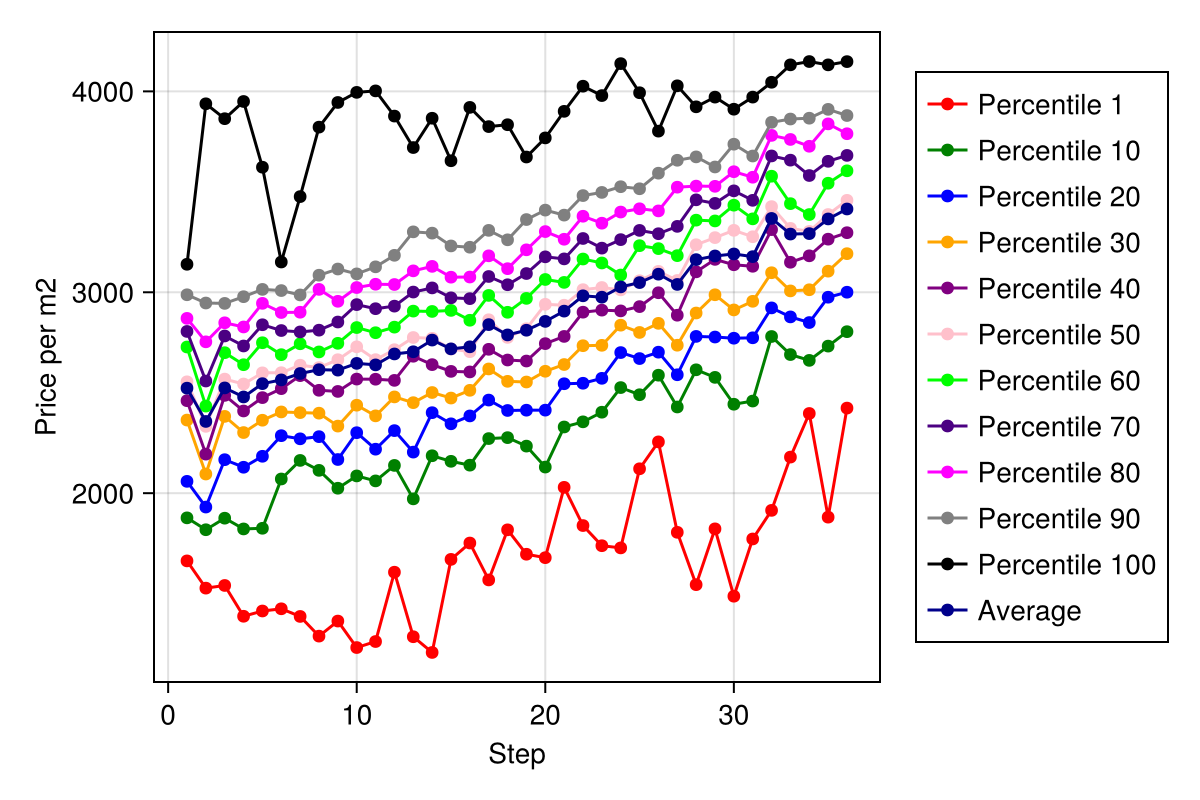 4000
3000
2000
Price per m2
0
10
20
30
Step
Percentile 1
Percentile 10
Percentile 20
Percentile 30
Percentile 40
Percentile 50
Percentile 60
Percentile 70
Percentile 80
Percentile 90
Percentile 100
Average